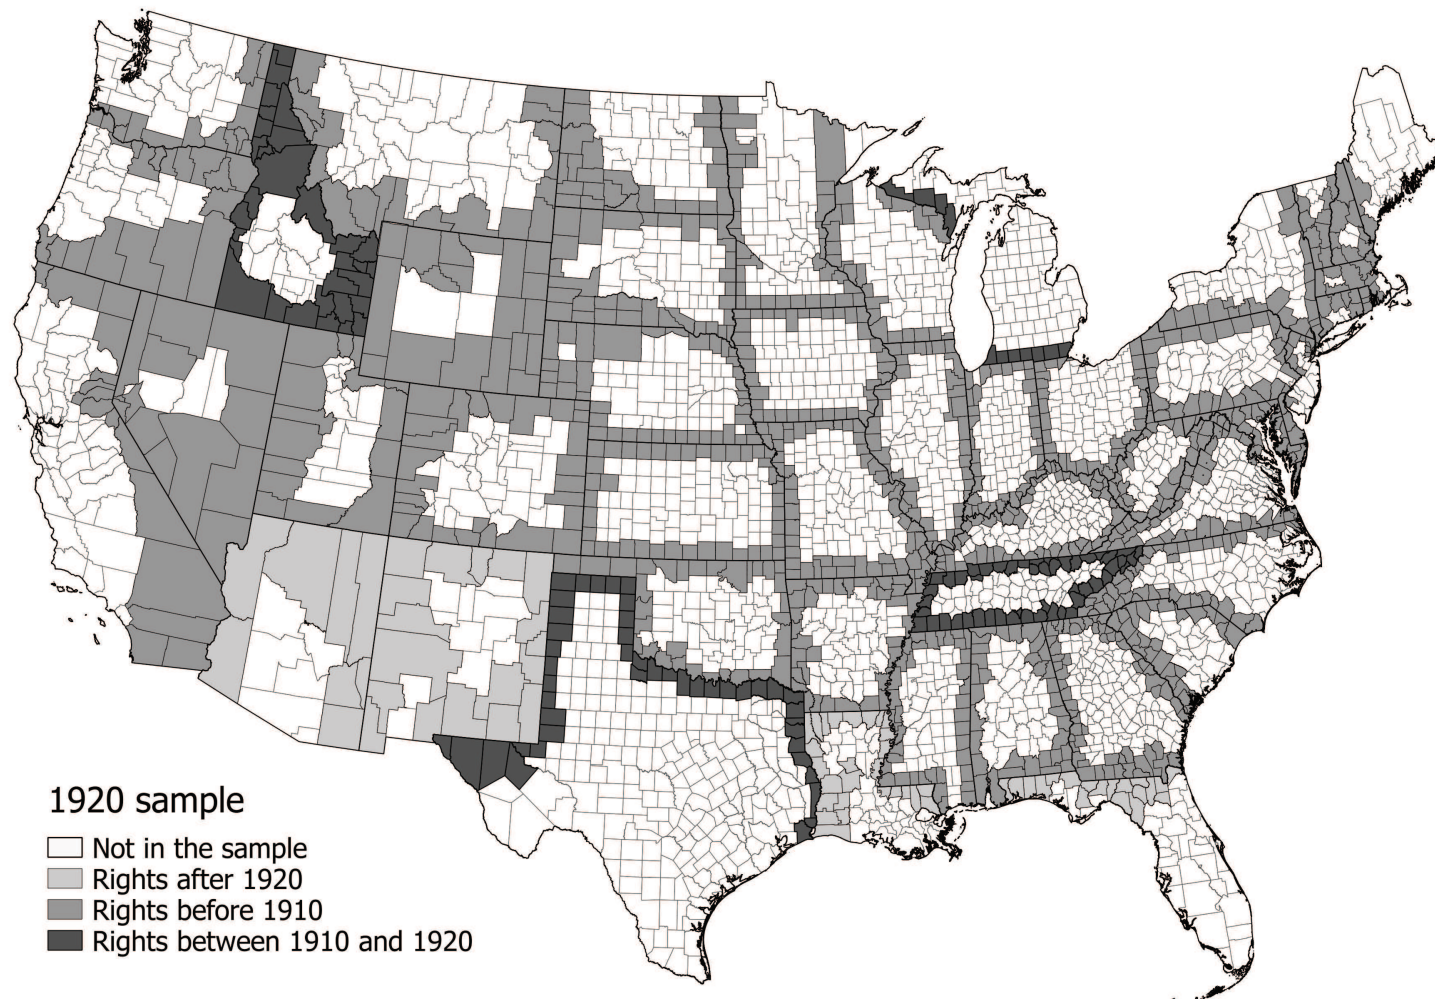 1920 sample
Not in the sample
Rights after 1920
Rights before 1910
Rights between 1910 and 1920